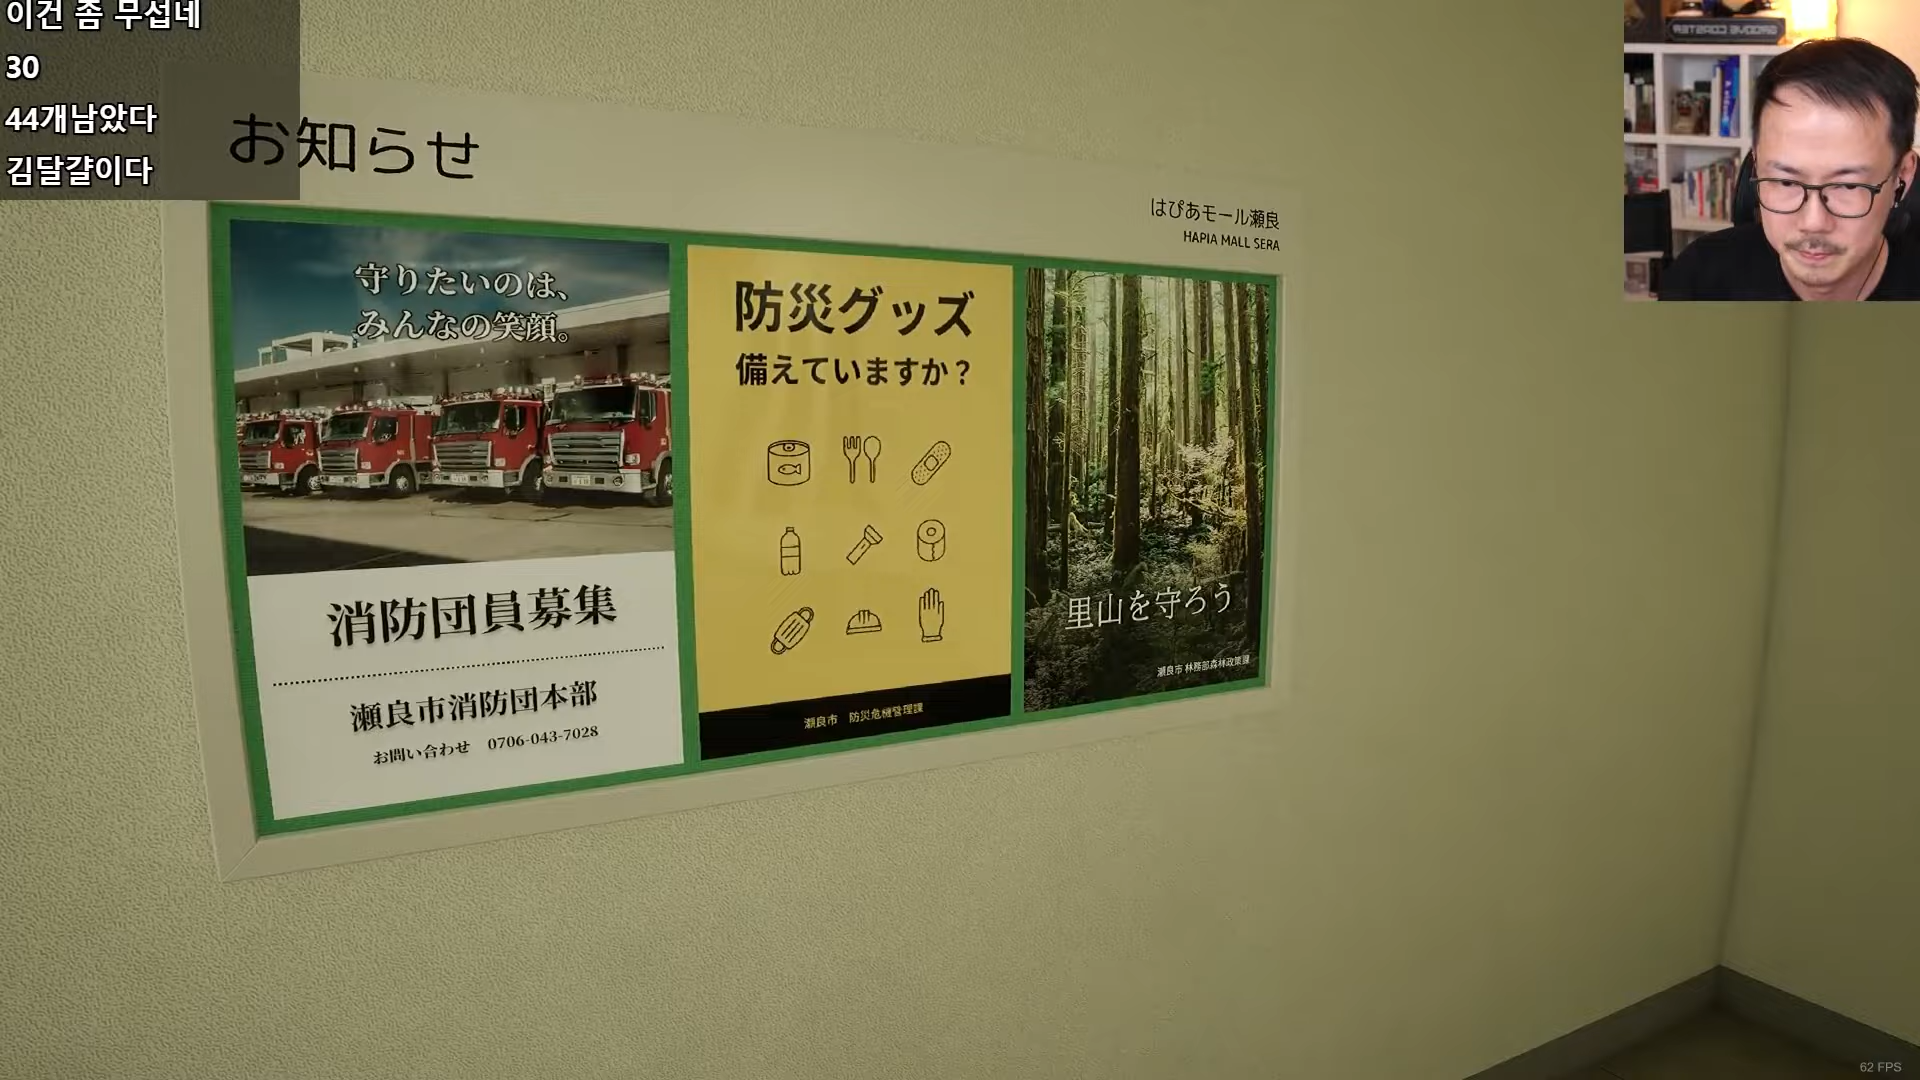 이건 좀 무섭네
30
44개남았다
김달걀이다
お知らせ
はぴあモール瀬良
HAPIA MALL SERA
守りたいのは、
みんなの笑顔。
消防団員募集
瀬良市消防団本部
お問い合わせ 0706-043-7028
防災グッズ
備えていますか？
瀬良市 防災危機管理課
里山を守ろう
瀬良市 林務部森林政策課
62 FPS